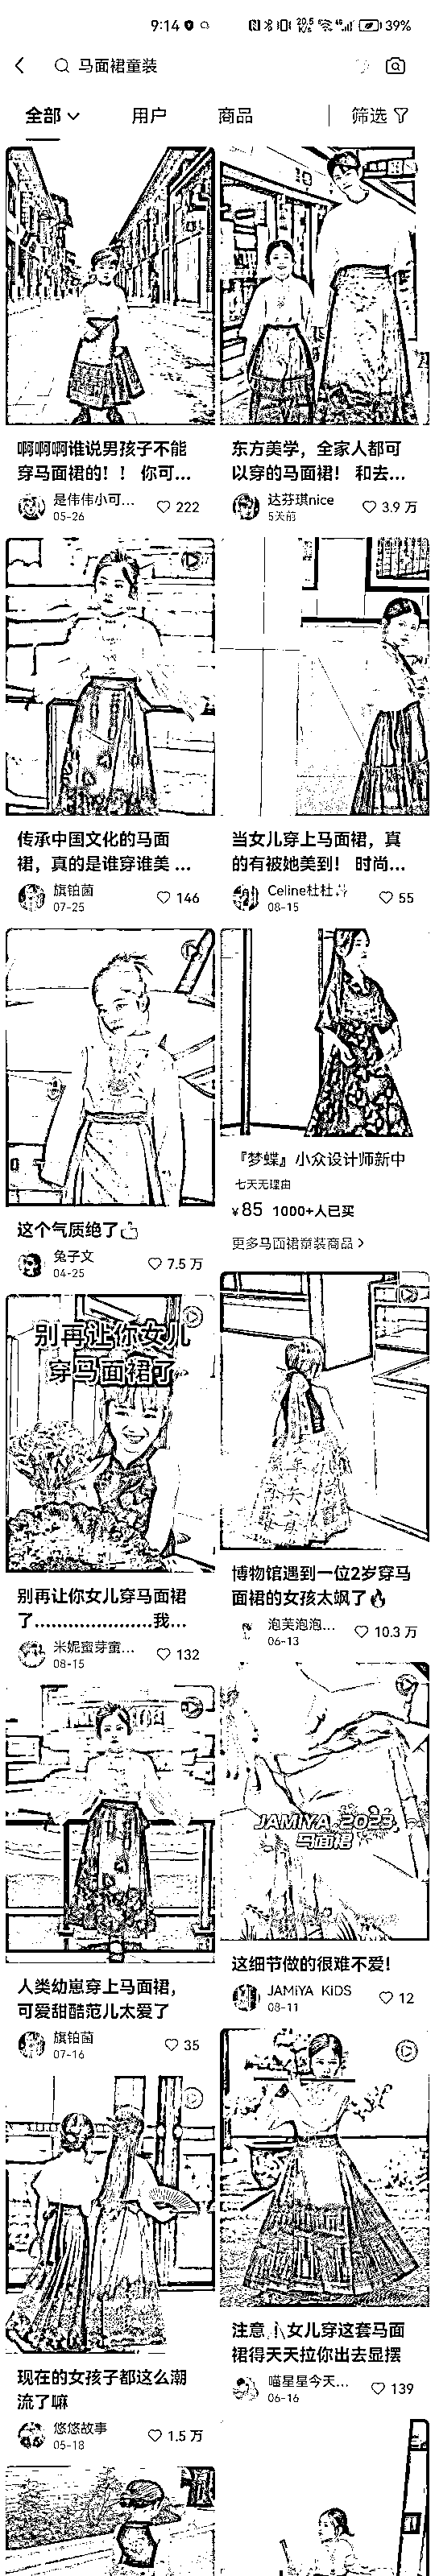 9:14
20.5 K/s
39%
马面裙童装
全部
用户
商品
筛选
啊啊啊谁说男孩子不能
穿马面裙的！！ 你可...
是伟伟小可...
05-26
222
东方美学，全家人都可
以穿的马面裙！ 和去...
达芬琪nice
5天前
3.9 万
传承中国文化的马面
裙，真的是谁穿谁美 ...
旗铂茵
07-25
146
当女儿穿上马面裙，真
的有被她美到！ 时尚...
Celine杜杜
08-15
55
这个气质绝了
兔子文
04-25
7.5 万
『梦蝶』小众设计师新中
七天无理由
¥85 1000+人已买
更多马面裙童装商品
别再让你女儿
穿马面裙了
别再让你女儿穿马面裙
了.....................我...
米妮蜜芽蜜...
08-15
132
博物馆遇到一位2岁穿马
面裙的女孩太飒了
泡芙泡泡...
06-13
10.3 万
人类幼崽穿上马面裙，
可爱甜酷范儿太爱了
旗铂茵
07-16
35
JAMIYA 2023
马面裙
这细节做的很难不爱！
JAMiYA KiDS
08-11
12
现在的女孩子都这么潮
流了嘛
悠悠故事
05-18
1.5 万
注意 女儿穿这套马面
裙得天天拉你出去显摆
喵星星今天...
06-16
139